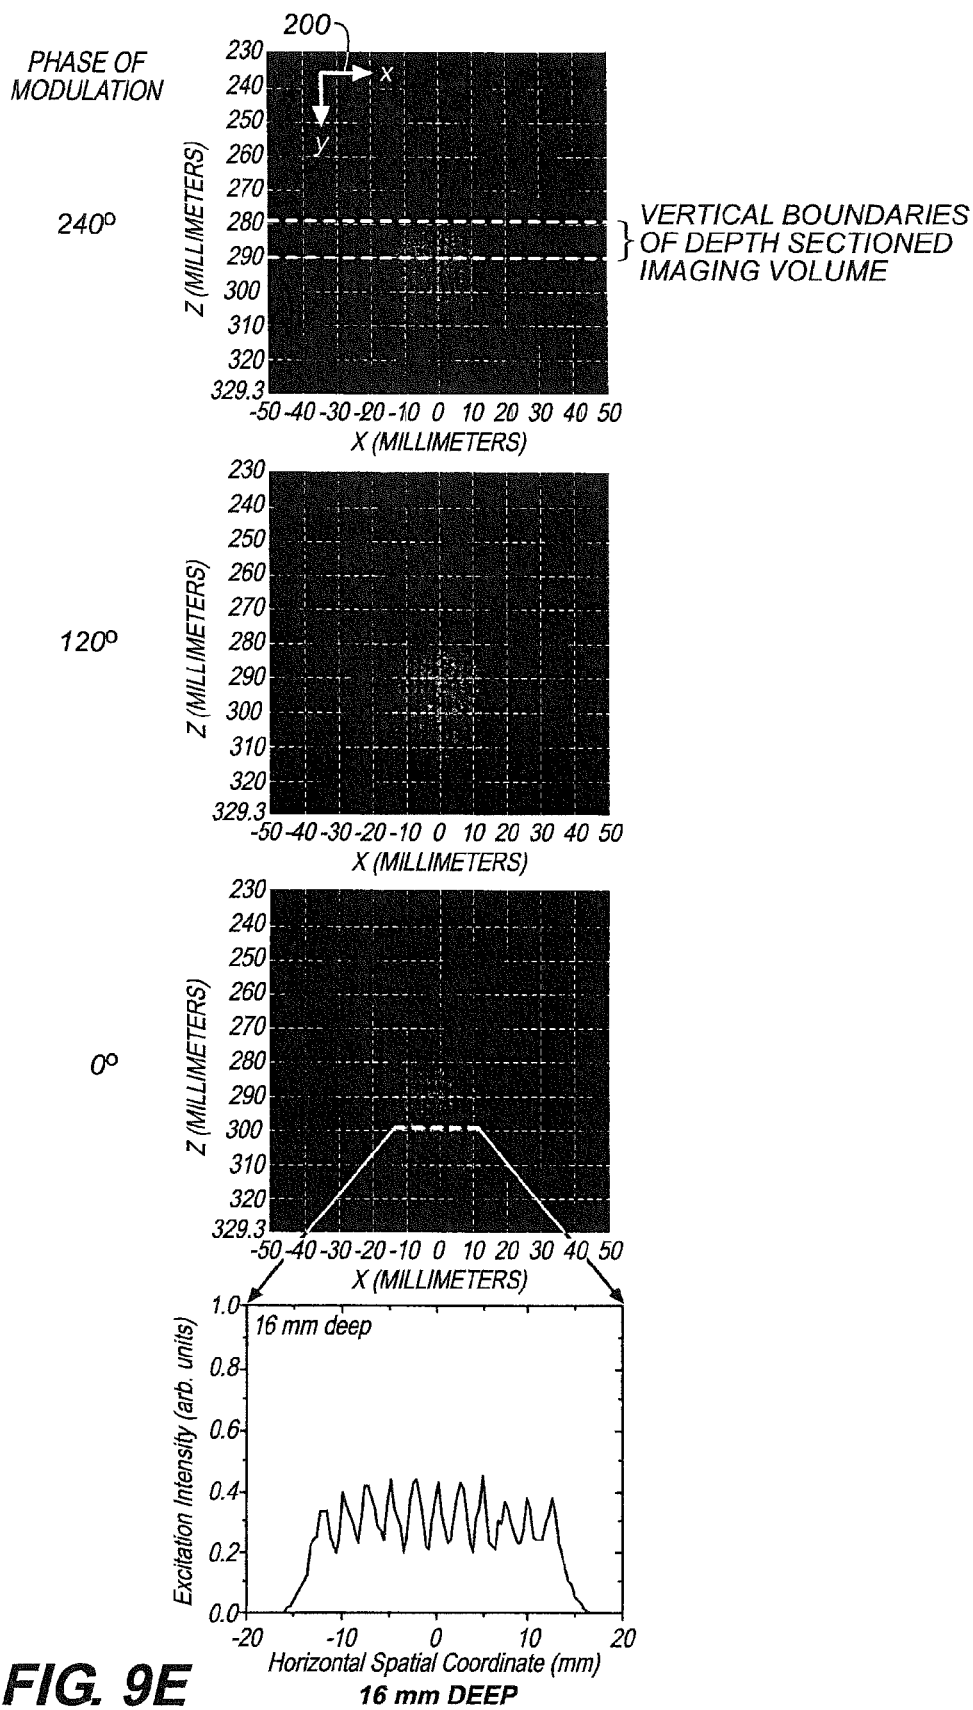 200
PHASE OF
MODULATION
x
y
230
240
250
260
270
280
290
300
310
320
329.3
Z (MILLIMETERS)
240º
VERTICAL BOUNDARIES
OF DEPTH SECTIONED
IMAGING VOLUME
-50 -40 -30 -20 -10 0 10 20 30 40 50
X (MILLIMETERS)
230
240
250
260
270
280
290
300
310
320
329.3
Z (MILLIMETERS)
120º
-50 -40 -30 -20 -10 0 10 20 30 40 50
X (MILLIMETERS)
230
240
250
260
270
280
290
300
310
320
329.3
Z (MILLIMETERS)
0º
-50 -40 -30 -20 -10 0 10 20 30 40 50
X (MILLIMETERS)
1.0
0.8
0.6
0.4
0.2
0.0
Excitation Intensity (arb. units)
16 mm deep
-20 -10 0 10 20
Horizontal Spatial Coordinate (mm)
16 mm DEEP
FIG. 9E